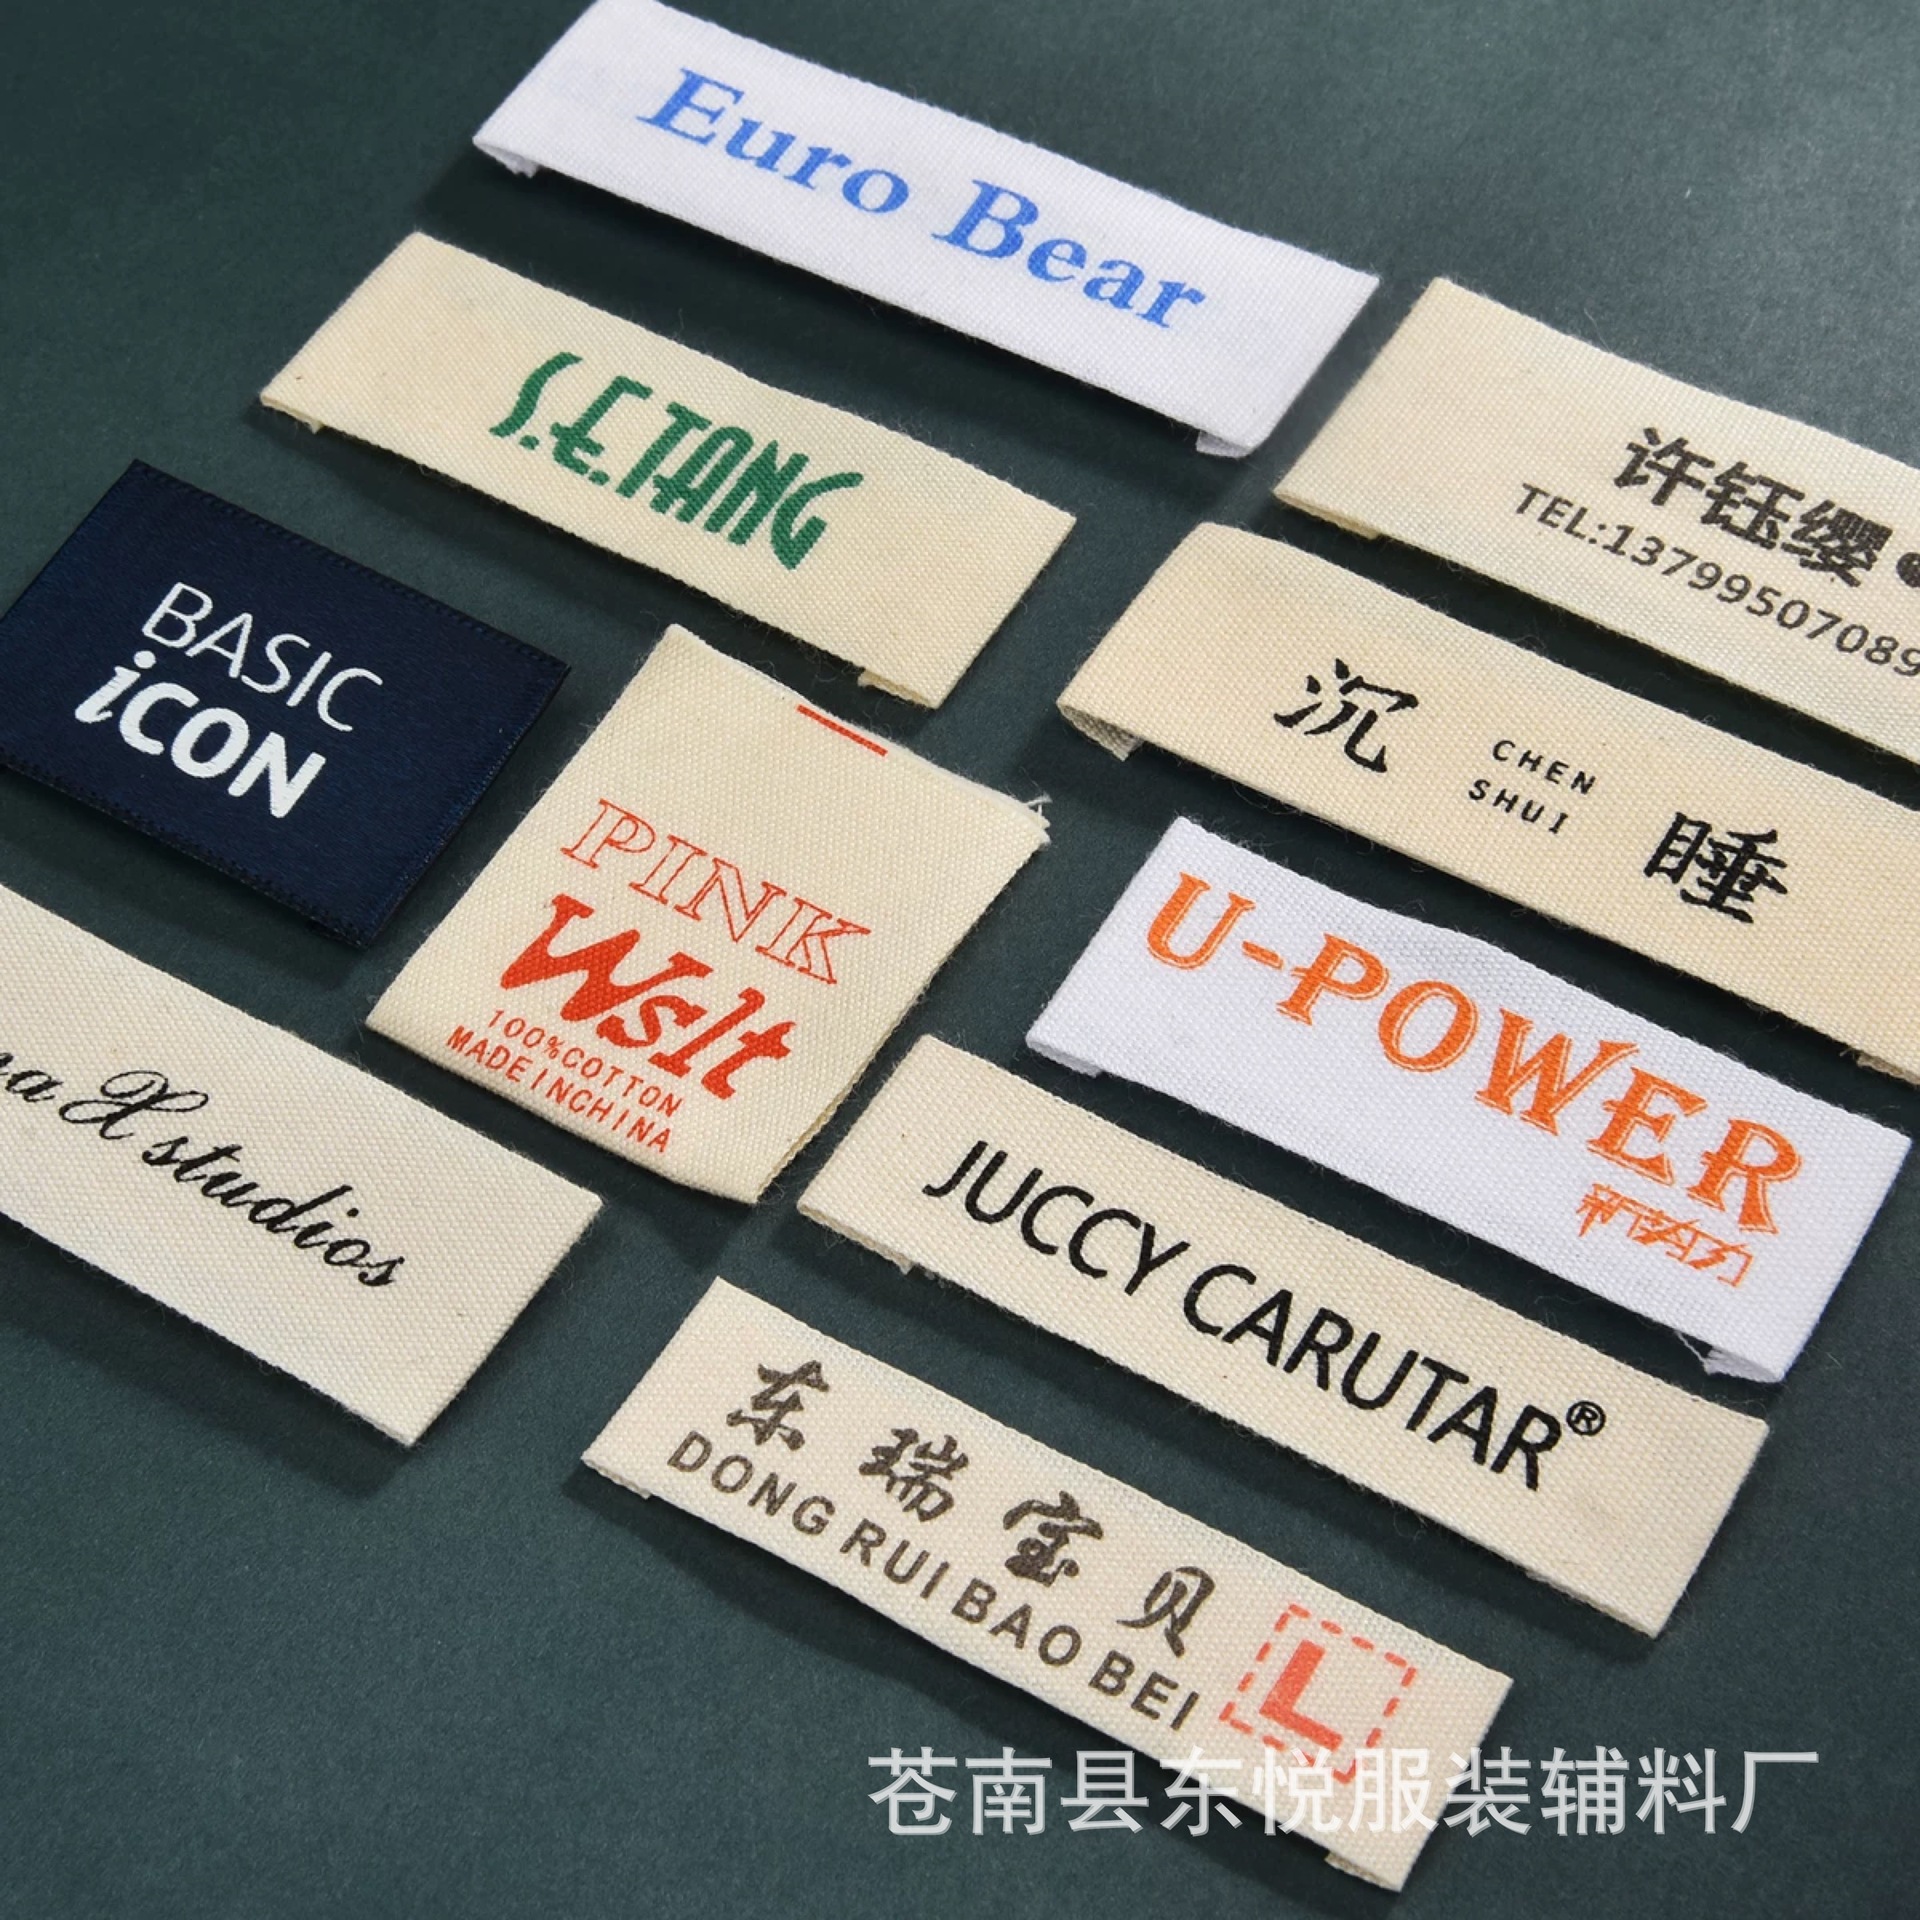 Euro Bear
S.E.TANG
许钰缨
TEL:13799507089
BASIC
iCON
沉
CHEN
SHUI
睡
PINK
Wslt
100%COTTON
MADE INCHINA
U-POWER
X studios
JUCCY CARUTAR®
东瑞宝贝
DONG RUI BAO BEI
L
苍南县东悦服装辅料厂